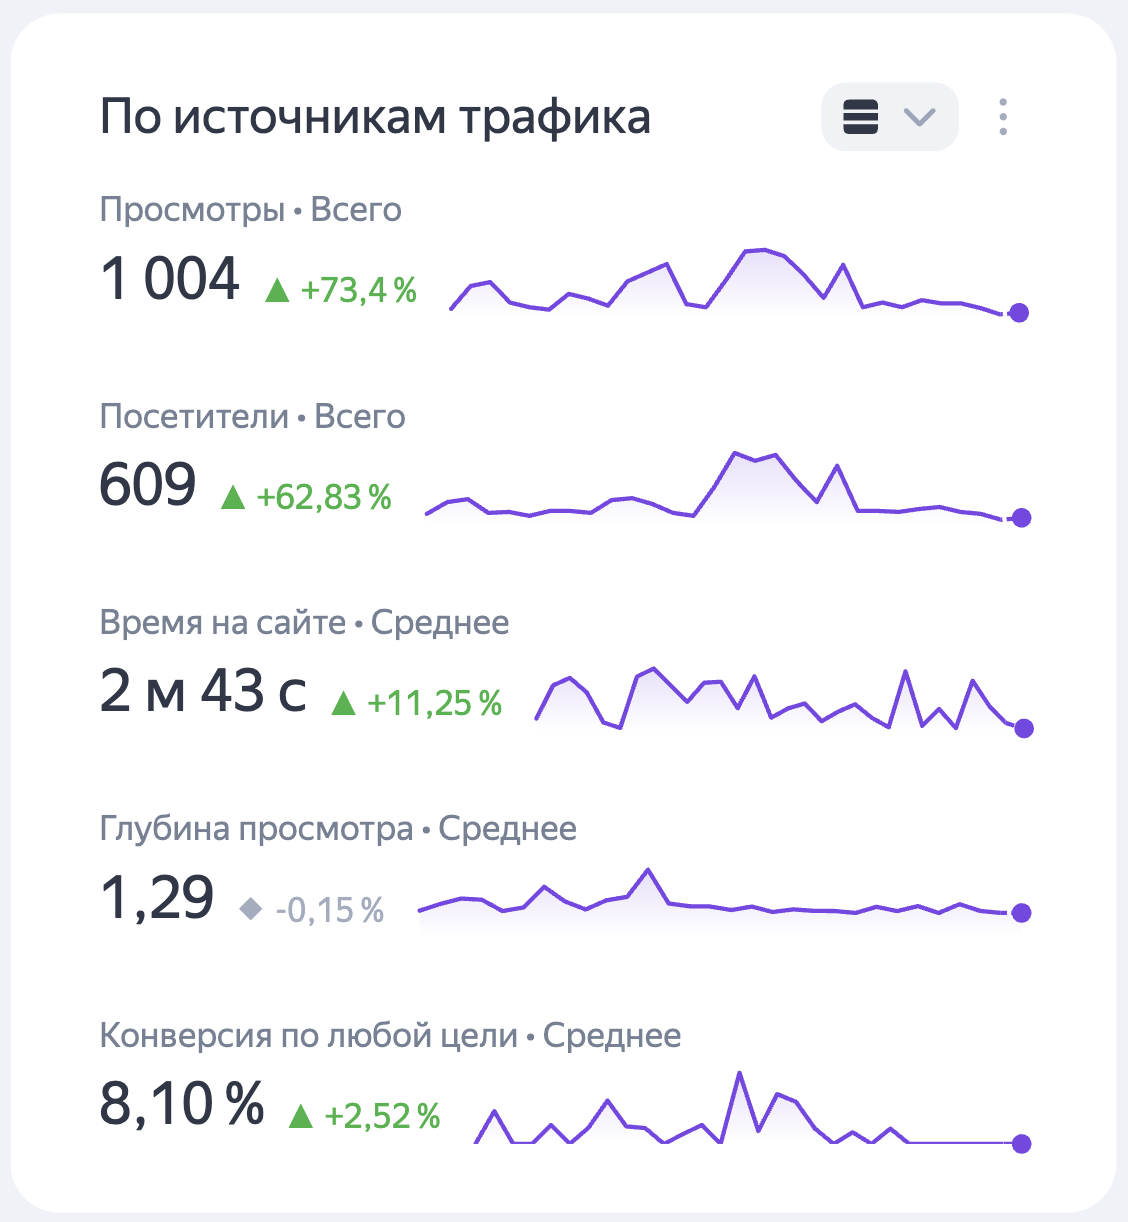 По источникам трафика
Просмотры • Всего
1 004 ▲ +73,4 %
Посетители • Всего
609 ▲ +62,83 %
Время на сайте • Среднее
2 м 43 с ▲ +11,25 %
Глубина просмотра • Среднее
1,29 ◆ -0,15 %
Конверсия по любой цели • Среднее
8,10 % ▲ +2,52 %